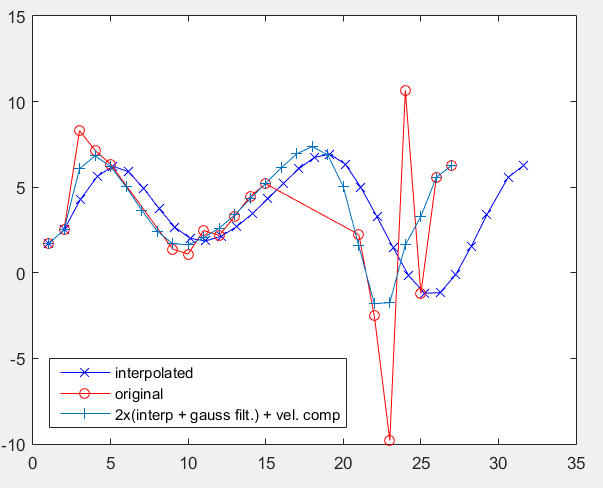 15
10
5
0
-5
-10
interpolated
original
2x(interp + gauss filt.) + vel. comp
0 5 10 15 20 25 30 35